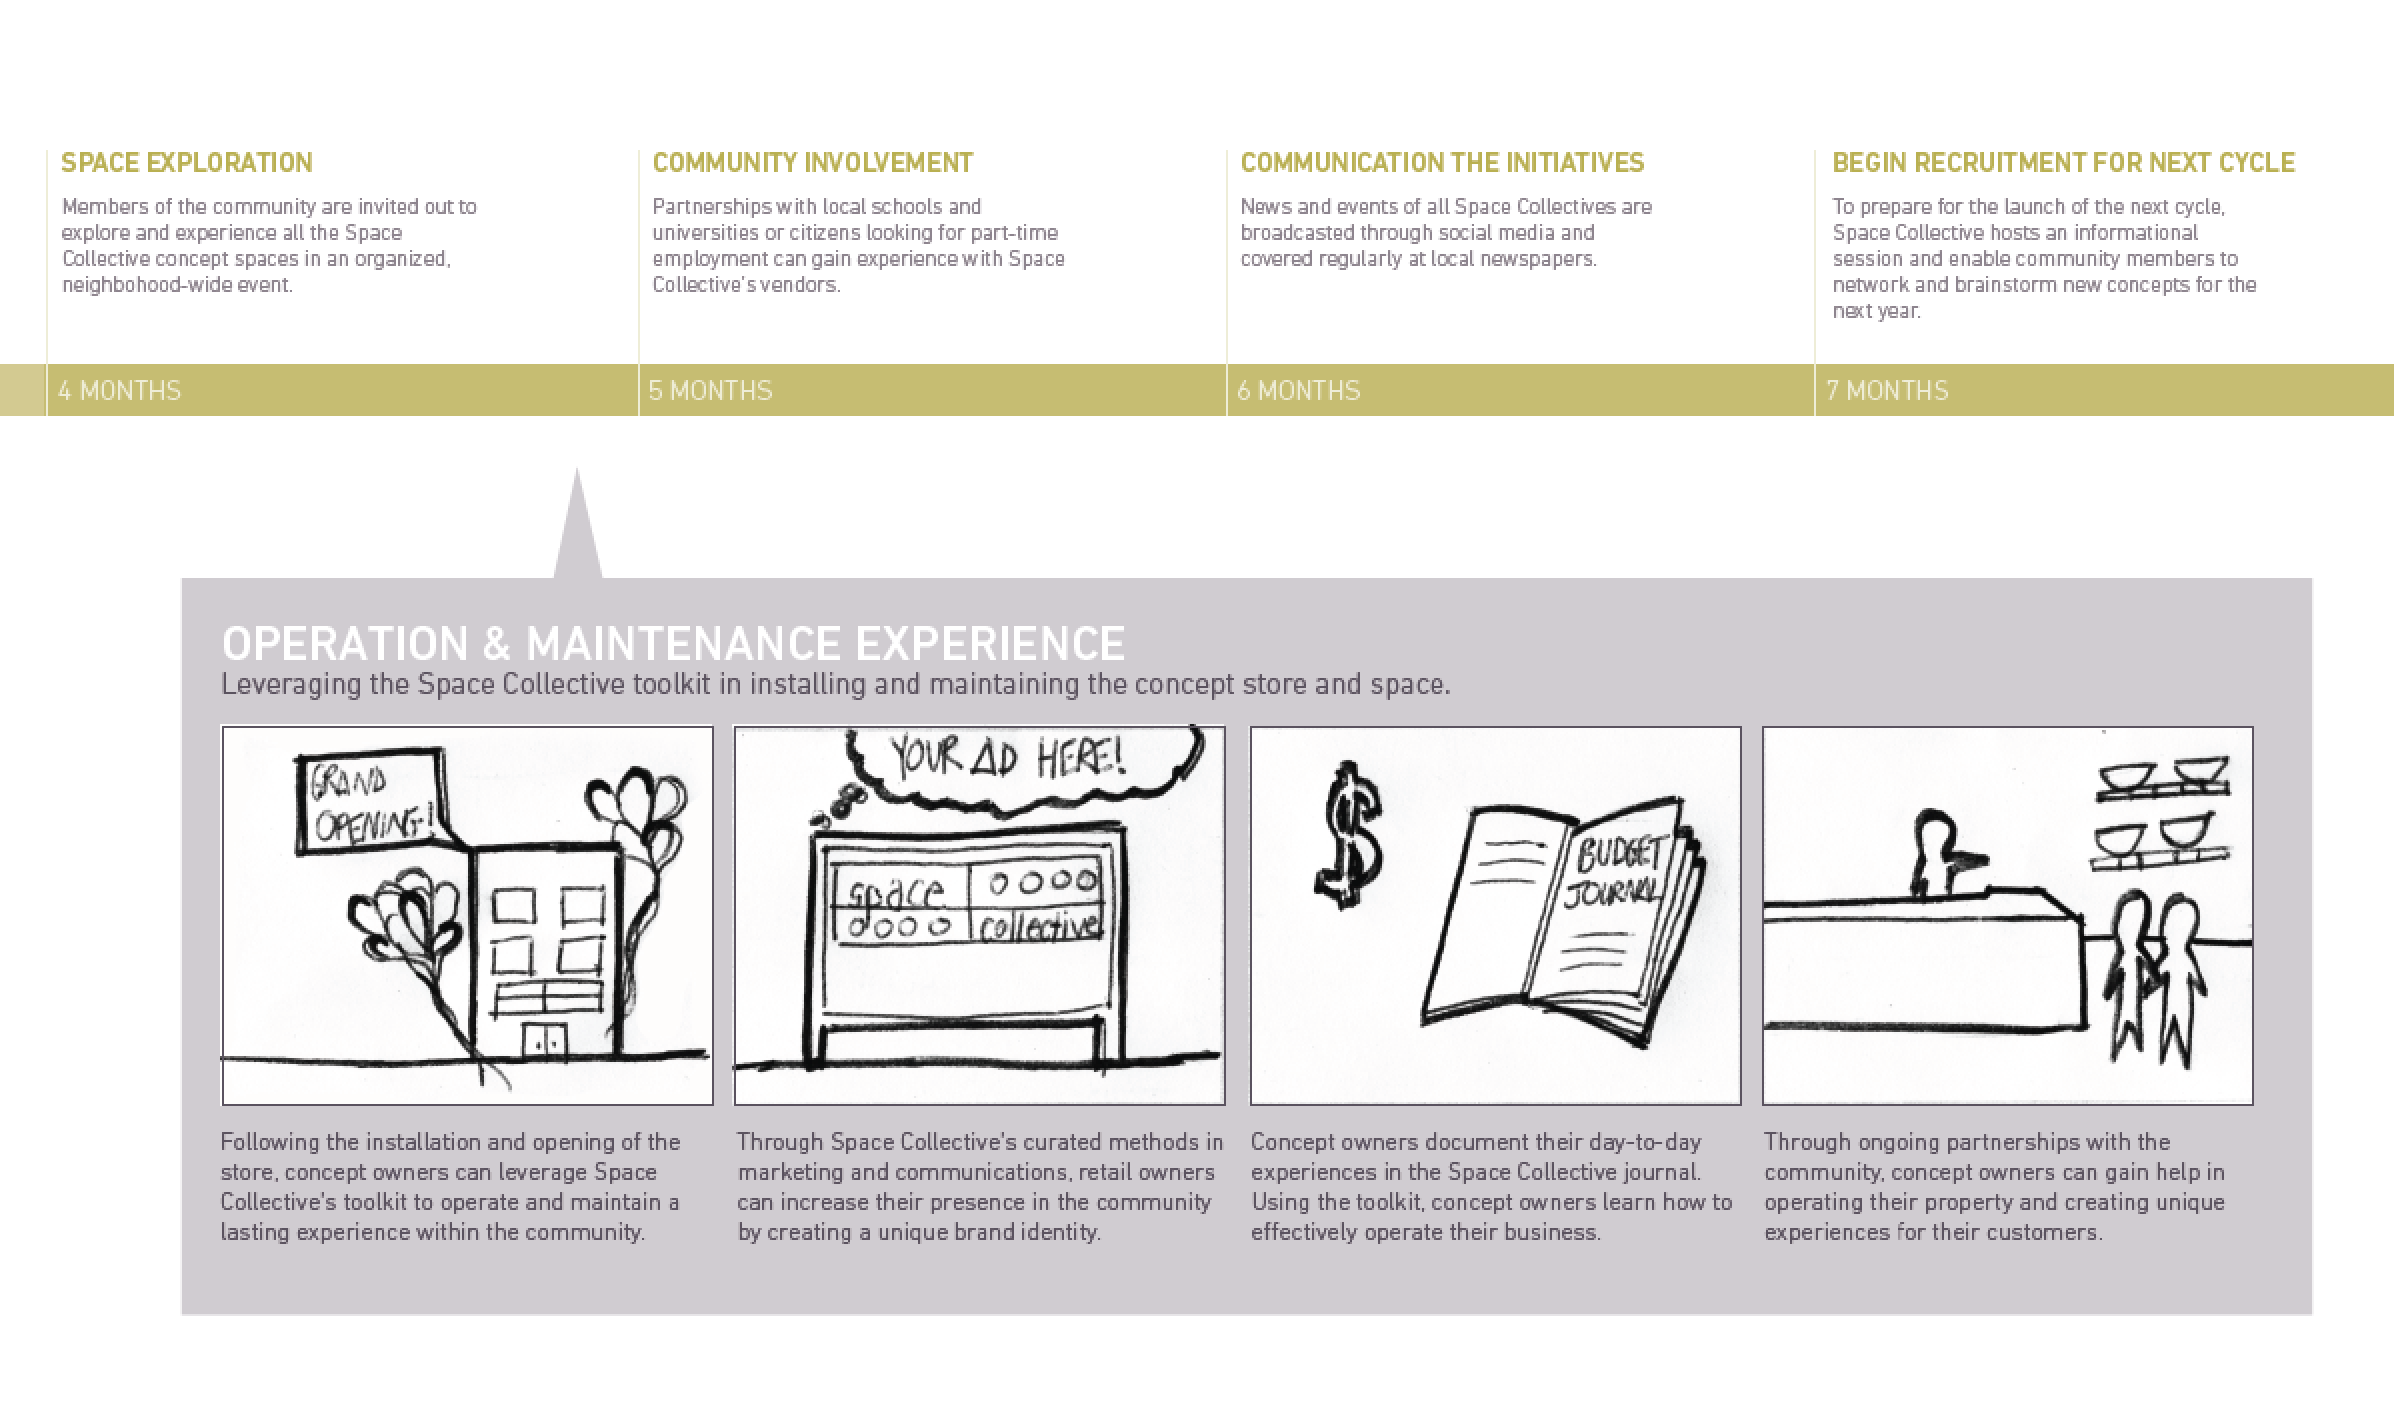 SPACE EXPLORATION
Members of the community are invited out to
explore and experience all the Space
Collective concept spaces in an organized,
neighbohood-wide event.
COMMUNITY INVOLVEMENT
Partnerships with local schools and
universities or citizens looking for part-time
employment can gain experience with Space
Collective's vendors.
COMMUNICATION THE INITIATIVES
News and events of all Space Collectives are
broadcasted through social media and
covered regularly at local newspapers.
BEGIN RECRUITMENT FOR NEXT CYCLE
To prepare for the launch of the next cycle,
Space Collective hosts an informational
session and enable community members to
network and brainstorm new concepts for the
next year.
4 MONTHS
5 MONTHS
6 MONTHS
7 MONTHS
OPERATION & MAINTENANCE EXPERIENCE
Leveraging the Space Collective toolkit in installing and maintaining the concept store and space.
GRAND
OPENING!
YOUR AD HERE!
space
collective
$
BUDGET
JOURNAL
Following the installation and opening of the
store, concept owners can leverage Space
Collective's toolkit to operate and maintain a
lasting experience within the community.
Through Space Collective's curated methods in
marketing and communications, retail owners
can increase their presence in the community
by creating a unique brand identity.
Concept owners document their day-to-day
experiences in the Space Collective journal.
Using the toolkit, concept owners learn how to
effectively operate their business.
Through ongoing partnerships with the
community, concept owners can gain help in
operating their property and creating unique
experiences for their customers.